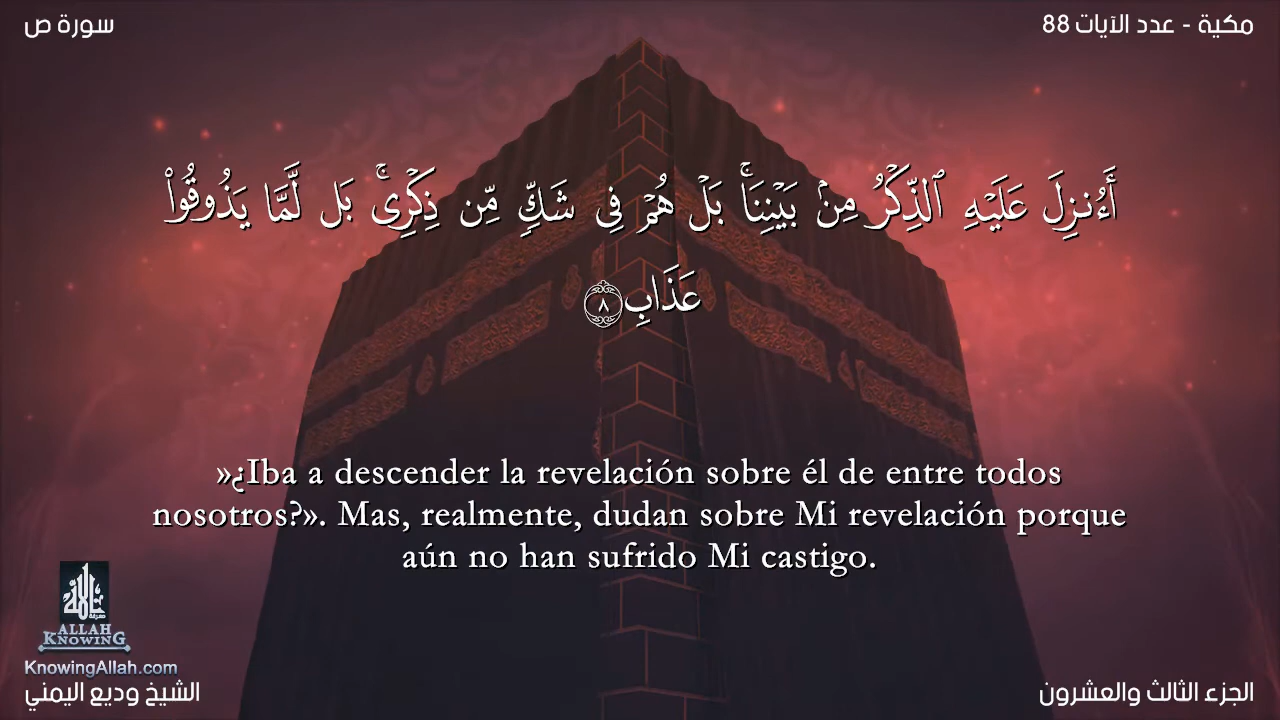 سورة ص
مكية - عدد الآيات 88
أَءُنزِلَ عَلَيْهِ ٱلذِّكْرُ مِنۢ بَيْنِنَا ۚ بَلْ هُمْ فِى شَكٍّ مِّن ذِكْرِى ۚ بَل لَّمَّا يَذُوقُوا۟
عَذَابِ ٨
»¿Iba a descender la revelación sobre él de entre todos
nosotros?». Mas, realmente, dudan sobre Mi revelación porque
aún no han sufrido Mi castigo.
ALLAH
KNOWING
KnowingAllah.com
الشيخ وديع اليمني
الجزء الثالث والعشرون